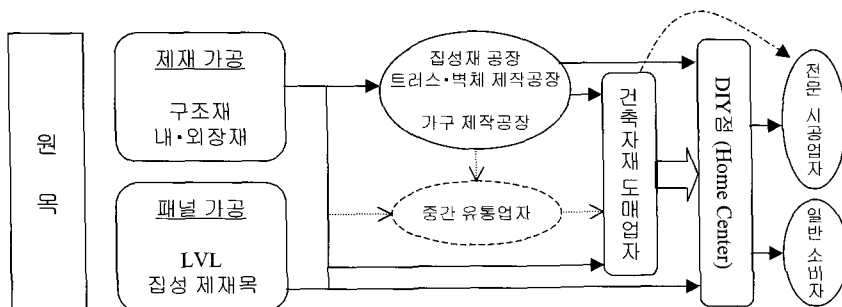 원 목
제재 가공
구조재
내·외장재
패널 가공
LVL
집성 제재목
집성재 공장
트러스·벽체 제작공장
가구 제작공장
중간 유통업자
건축자재 도매업자
DIY점 (Home Center)
전문 시공업자
일반 소비자